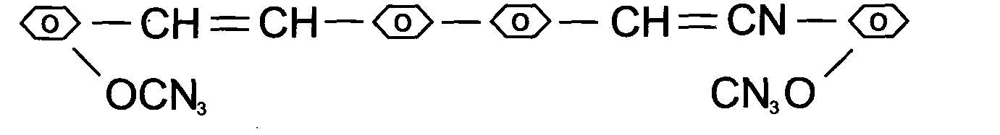 O — CH=CH — O — O — CH=CN — O
OCN₃ CN₃O